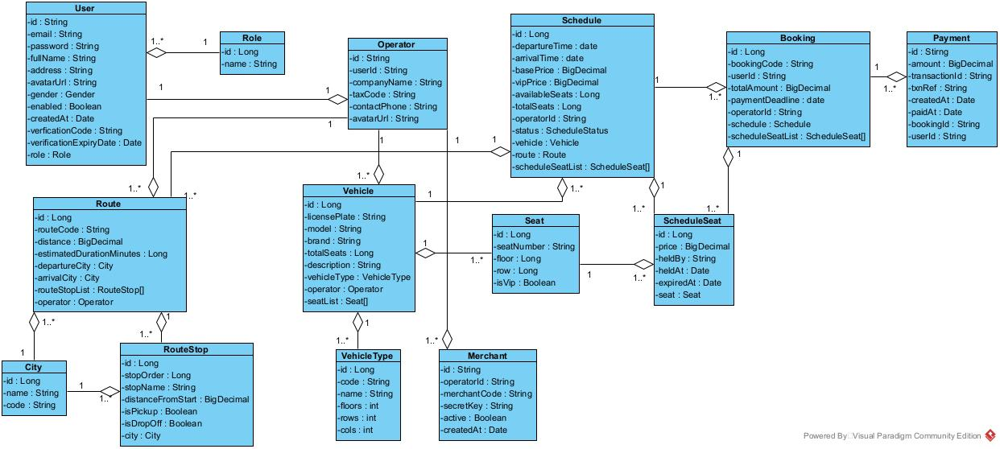 User
-id : String
-email : String
-password : String
-fullName : String
-address : String
-avatarUrl : String
-gender : Gender
-enabled : Boolean
-createdAt : Date
-verficationCode : String
-verificationExpiryDate : Date
-role : Role
1..*
1
Role
-id : Long
-name : String
1
1
1
Operator
-id : String
-userId : String
-companyName : String
-taxCode : String
-contactPhone : String
-avatarUrl : String
1
1
1
Schedule
-id : Long
-departureTime : date
-arrivalTime : date
-basePrice : BigDecimal
-vipPrice : BigDecimal
-availableSeats : Long
-totalSeats : Long
-operatorId : String
-status : ScheduleStatus
-vehicle : Vehicle
-route : Route
-scheduleSeatList : ScheduleSeat[]
1
1..*
Booking
-id : Long
-bookingCode : String
-userId : String
-totalAmount : BigDecimal
-paymentDeadline : date
-operatorId : String
-schedule : Schedule
-scheduleSeatList : ScheduleSeat[]
1
1..*
Payment
-id : Stirng
-amount : BigDecimal
-transactionId : String
-txnRef : String
-createdAt : Date
-paidAt : Date
-bookingId : String
-userId : String
1..*
1..*
Route
-id : Long
-routeCode : String
-distance : BigDecimal
-estimatedDurationMinutes : Long
-departureCity : City
-arrivalCity : City
-routeStopList : RouteStop[]
-operator : Operator
1..*
Vehicle
-id : Long
-licensePlate : String
-model : String
-brand : String
-totalSeats : Long
-description : String
-vehicleType : VehicleType
-operator : Operator
-seatList : Seat[]
1
1..*
1
1..*
Seat
-id : Long
-seatNumber : String
-floor : Long
-row : Long
-isVip : Boolean
1
1..*
1
1..*
1
1..*
ScheduleSeat
-id : Long
-price : BigDecimal
-heldBy : String
-heldAt : Date
-expiredAt : Date
-seat : Seat
1..*
1
1
1..*
City
-id : Long
-name : String
-code : String
1
1..*
RouteStop
-id : Long
-stopOrder : Long
-stopName : String
-distanceFromStart : BigDecimal
-isPickup : Boolean
-isDropOff : Boolean
-city : City
1
1..*
VehicleType
-id : Long
-code : String
-name : String
-floors : int
-rows : int
-cols : int
1..*
Merchant
-id : String
-operatorId : String
-merchantCode : String
-secretKey : String
-active : Boolean
-createdAt : Date
Powered By Visual Paradigm Community Edition